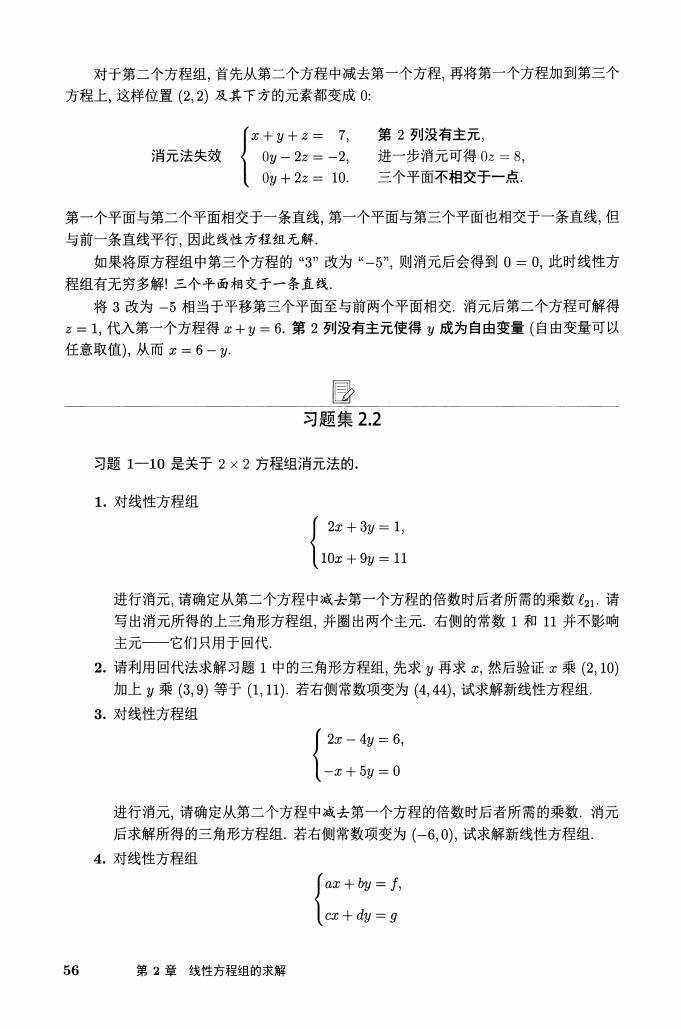 对于第二个方程组, 首先从第二个方程中减去第一个方程, 再将第一个方程加到第三个
方程上, 这样位置 (2,2) 及其下方的元素都变成 0:
x + y + z = 7, 第 2 列没有主元,
消元法失效 0y − 2z = −2, 进一步消元可得 0z = 8,
0y + 2z = 10. 三个平面不相交于一点.
第一个平面与第二个平面相交于一条直线, 第一个平面与第三个平面也相交于一条直线, 但
与前一条直线平行, 因此线性方程组无解.
如果将原方程组中第三个方程的 “3” 改为 “−5”, 则消元后会得到 0 = 0, 此时线性方
程组有无穷多解! 三个平面相交于一条直线.
将 3 改为 −5 相当于平移第三个平面至与前两个平面相交. 消元后第二个方程可解得
z = 1, 代入第一个方程得 x + y = 6. 第 2 列没有主元使得 y 成为自由变量 (自由变量可以
任意取值), 从而 x = 6 − y.
习题集 2.2
习题 1—10 是关于 2 × 2 方程组消元法的.
1. 对线性方程组
2x + 3y = 1,
10x + 9y = 11
进行消元, 请确定从第二个方程中减去第一个方程的倍数时后者所需的乘数 ℓ21. 请
写出消元所得的上三角形方程组, 并圈出两个主元. 右侧的常数 1 和 11 并不影响
主元——它们只用于回代.
2. 请利用回代法求解习题 1 中的三角形方程组, 先求 y 再求 x, 然后验证 x 乘 (2,10)
加上 y 乘 (3,9) 等于 (1,11). 若右侧常数项变为 (4,44), 试求解新线性方程组.
3. 对线性方程组
2x − 4y = 6,
−x + 5y = 0
进行消元, 请确定从第二个方程中减去第一个方程的倍数时后者所需的乘数. 消元
后求解所得的三角形方程组. 若右侧常数项变为 (−6,0), 试求解新线性方程组.
4. 对线性方程组
ax + by = f,
cx + dy = g
56 第 2 章 线性方程组的求解